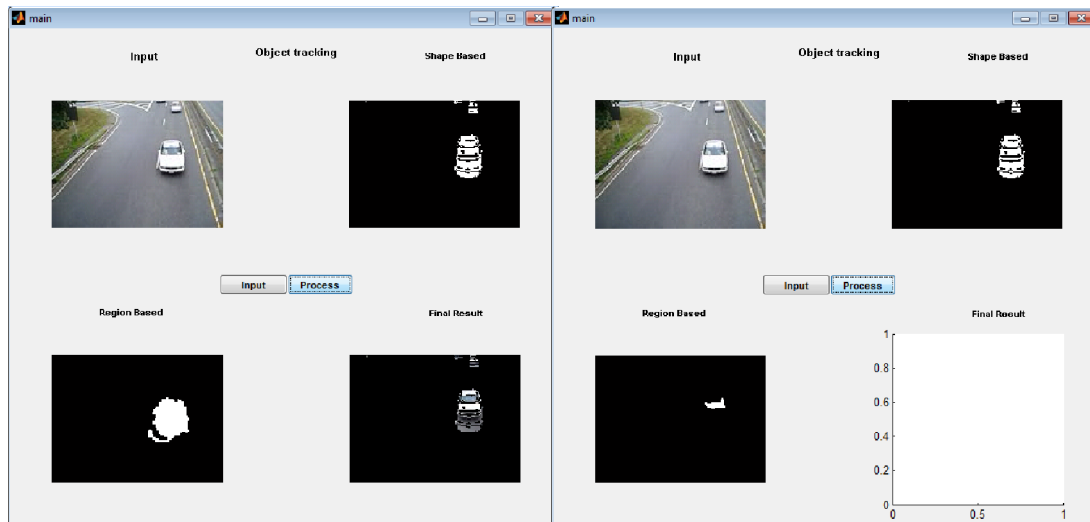 main
Object tracking
Input
Shape Based
Input
Process
Region Based
Final Result
main
Object tracking
Input
Shape Based
Input
Process
Region Based
Final Result
1
0.8
0.6
0.4
0.2
0
0
0.5
1